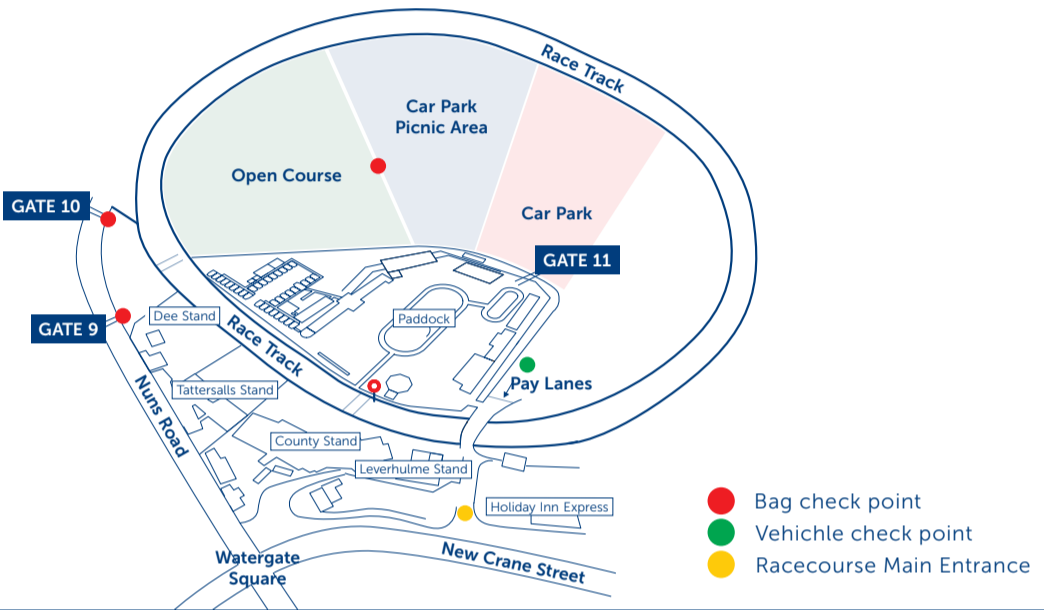 Race Track
Car Park
Picnic Area
Open Course
GATE 10
Car Park
GATE 11
Dee Stand
Paddock
GATE 9
Race Track
Pay Lanes
Nuns Road
Tattersalls Stand
County Stand
Leverhulme Stand
Holiday Inn Express
Bag check point
Vehichle check point
Racecourse Main Entrance
New Crane Street
Watergate
Square